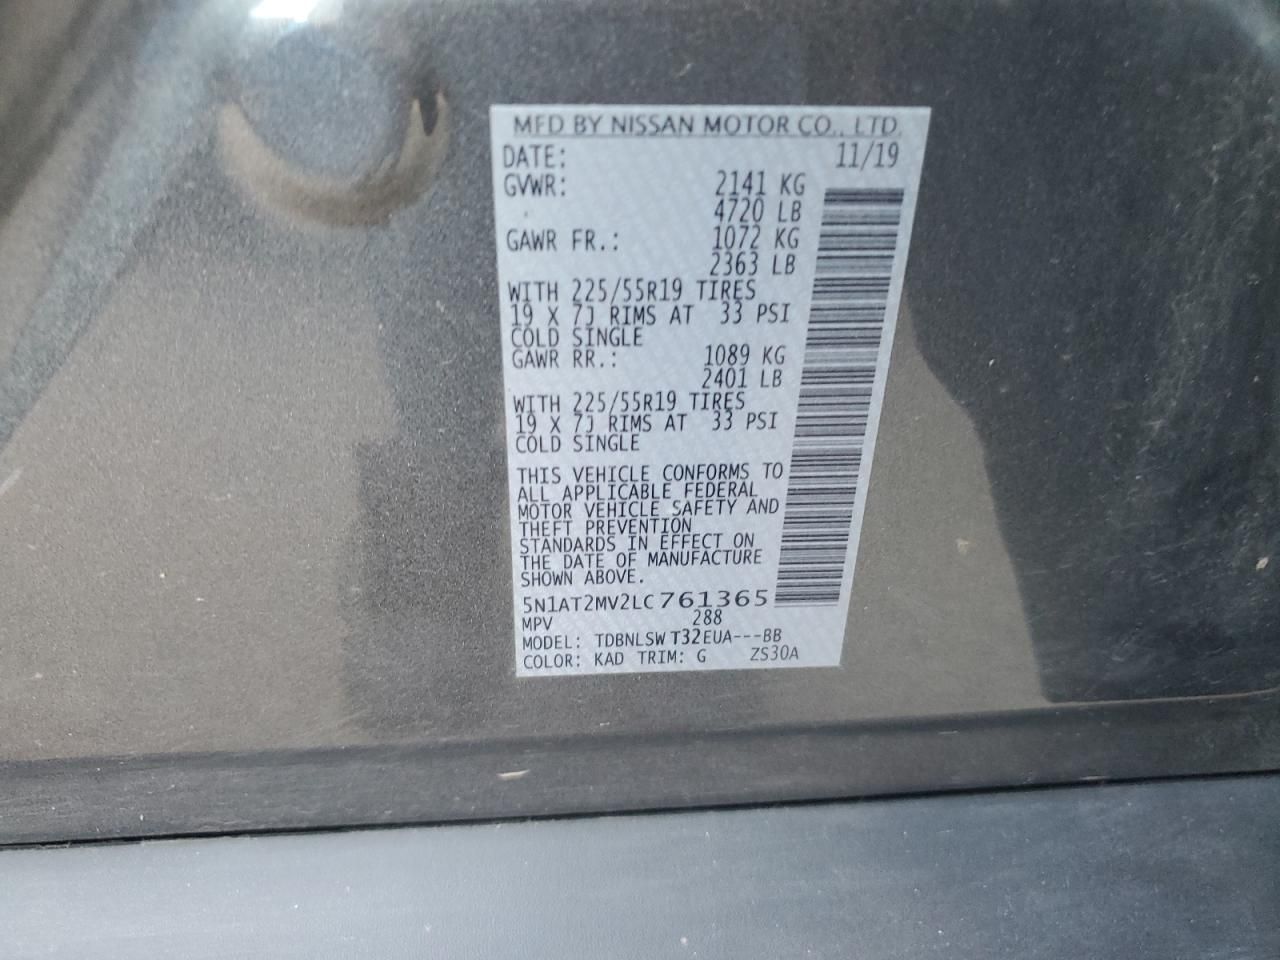 MFD BY NISSAN MOTOR CO., LTD.
DATE: 11/19
GVWR: 2141 KG
4720 LB
GAWR FR.: 1072 KG
2363 LB
WITH 225/55R19 TIRES
19 X 7J RIMS AT 33 PSI
COLD SINGLE
GAWR RR.: 1089 KG
2401 LB
WITH 225/55R19 TIRES
19 X 7J RIMS AT 33 PSI
COLD SINGLE
THIS VEHICLE CONFORMS TO
ALL APPLICABLE FEDERAL
MOTOR VEHICLE SAFETY AND
THEFT PREVENTION
STANDARDS IN EFFECT ON
THE DATE OF MANUFACTURE
SHOWN ABOVE.
5N1AT2MV2LC761365
MPV 288
MODEL: TDBNLSW T32EUA---BB
COLOR: KAD TRIM: G ZS30A